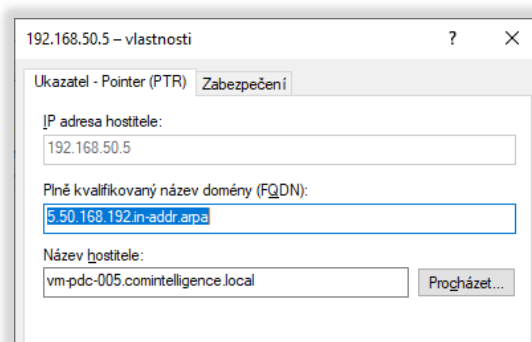 192.168.50.5 – vlastnosti
Ukazatel - Pointer (PTR) Zabezpečení
IP adresa hostitele:
192.168.50.5
Plně kvalifikovaný název domény (FQDN):
5.50.168.192.in-addr.arpa
Název hostitele:
vm-pdc-005.comintelligence.local Procházet...